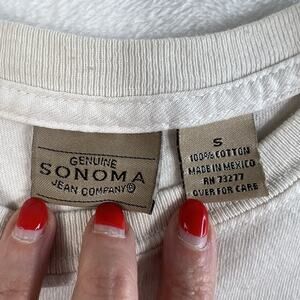 GENUINE
SONOMA
JEAN COMPANY®
S
100% COTTON
MADE IN MEXICO
RN 73277
OVER FOR CARE